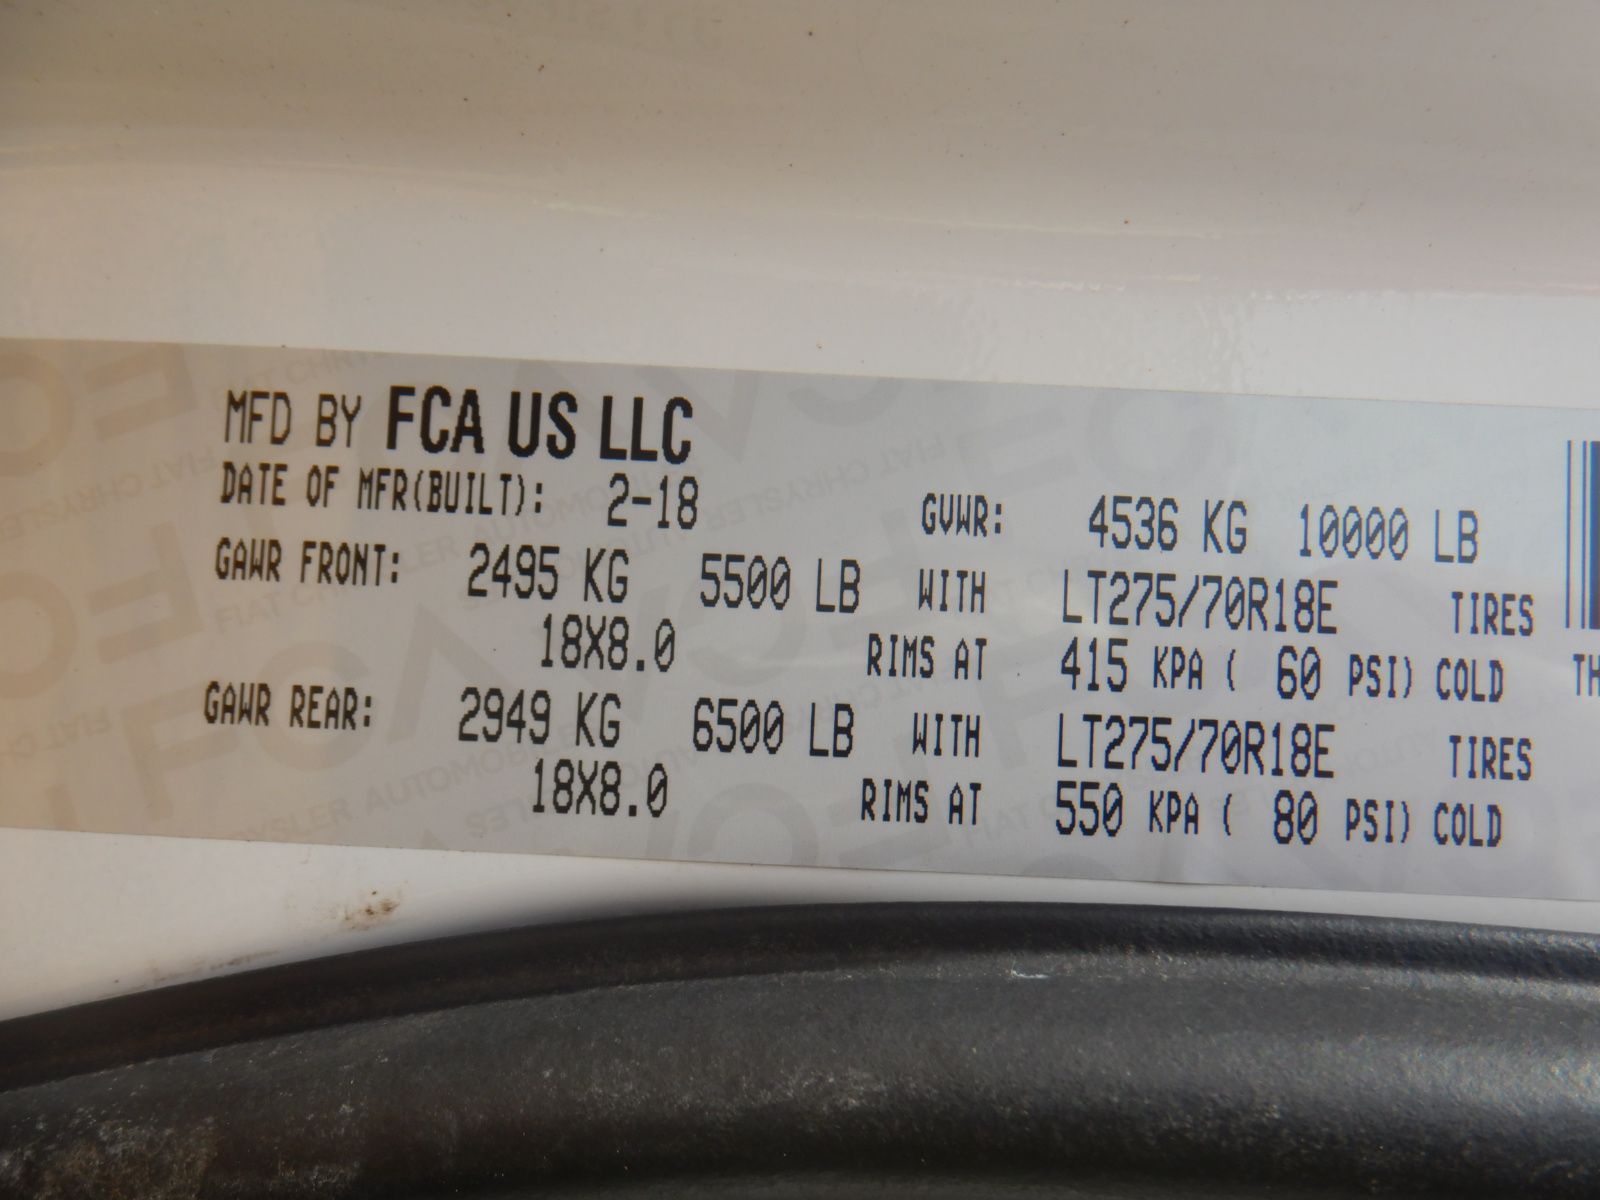 MFD BY FCA US LLC
DATE OF MFR(BUILT): 2-18 GVWR: 4536 KG 10000 LB
GAWR FRONT: 2495 KG 5500 LB WITH LT275/70R18E TIRES
18X8.0 RIMS AT 415 KPA ( 60 PSI) COLD TH
GAWR REAR: 2949 KG 6500 LB WITH LT275/70R18E TIRES
18X8.0 RIMS AT 550 KPA ( 80 PSI) COLD